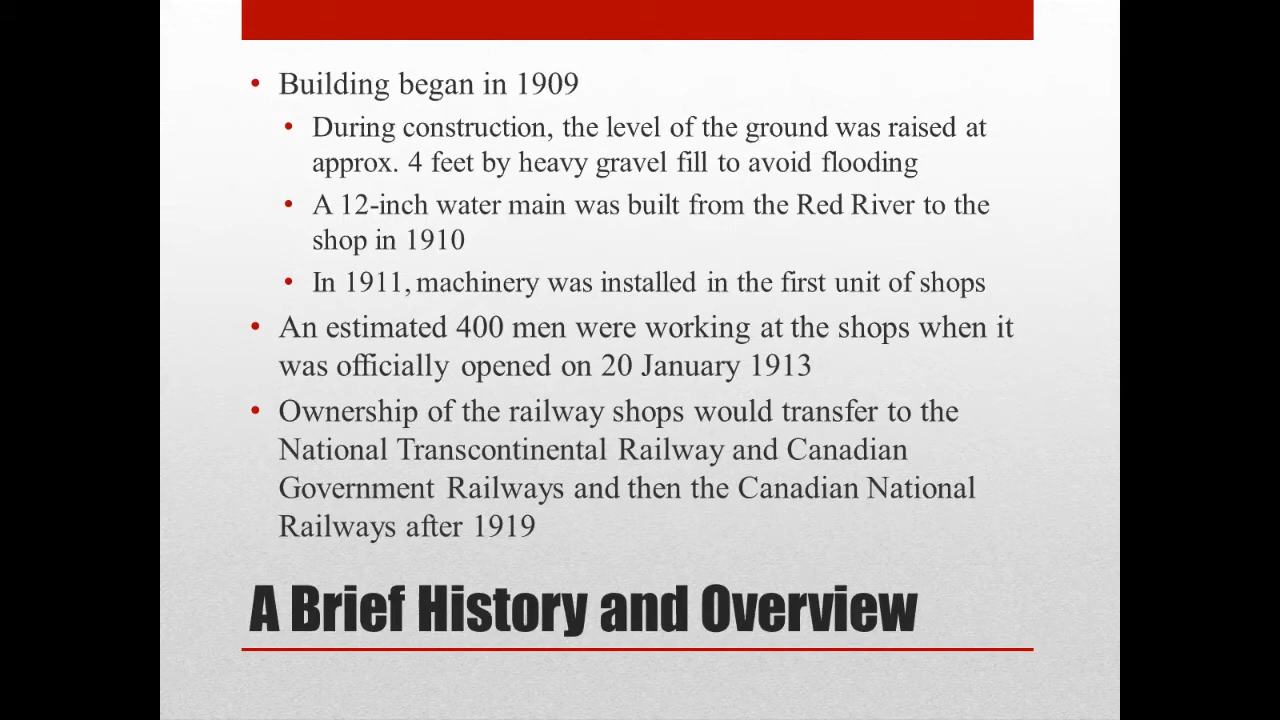 • Building began in 1909
• During construction, the level of the ground was raised at
approx. 4 feet by heavy gravel fill to avoid flooding
• A 12-inch water main was built from the Red River to the
shop in 1910
• In 1911, machinery was installed in the first unit of shops
• An estimated 400 men were working at the shops when it
was officially opened on 20 January 1913
• Ownership of the railway shops would transfer to the
National Transcontinental Railway and Canadian
Government Railways and then the Canadian National
Railways after 1919
A Brief History and Overview